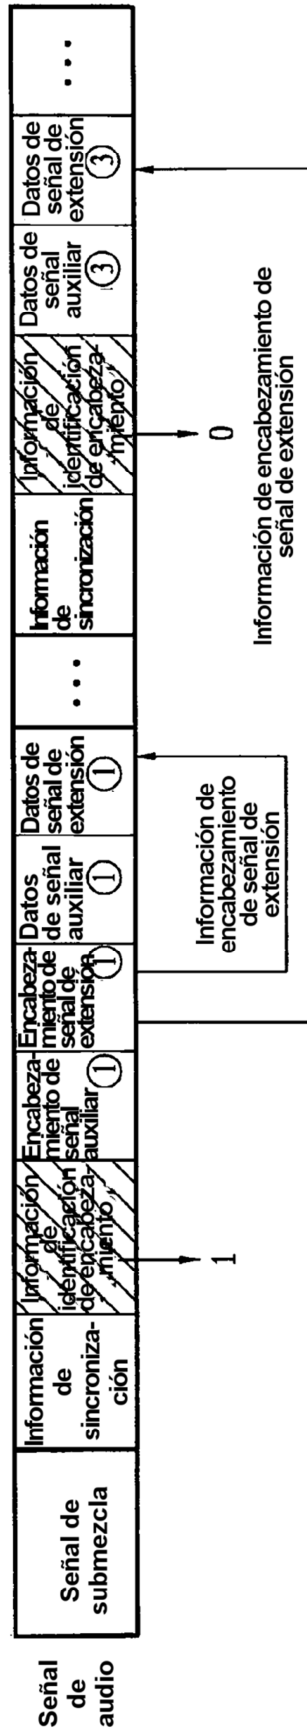 Señal
de
audio
Señal de
submezcla
Información
de
sincroniza-
ción
Información
de
identificación
de encabeza-
miento
1
Encabeza-
miento de
señal
auxiliar
1
Encabeza-
miento de
señal de
extensión
1
Datos
de señal
auxiliar
1
Datos de
señal de
extensión
1
...
Información de
encabezamiento
de señal de
extensión
Información
de
sincronización
Información
de
identificación
de encabeza-
miento
0
Datos de
señal
auxiliar
3
Datos de
señal de
extensión
3
...
Información de encabezamiento de
señal de extensión